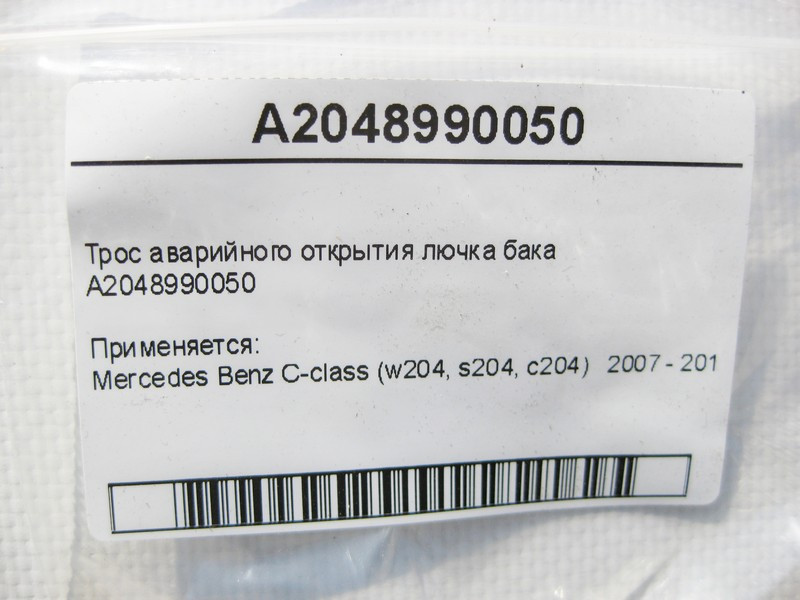 A2048990050
Трос аварийного открытия лючка бака
A2048990050
Применяется:
Mercedes Benz C-class (w204, s204, c204) 2007 - 201